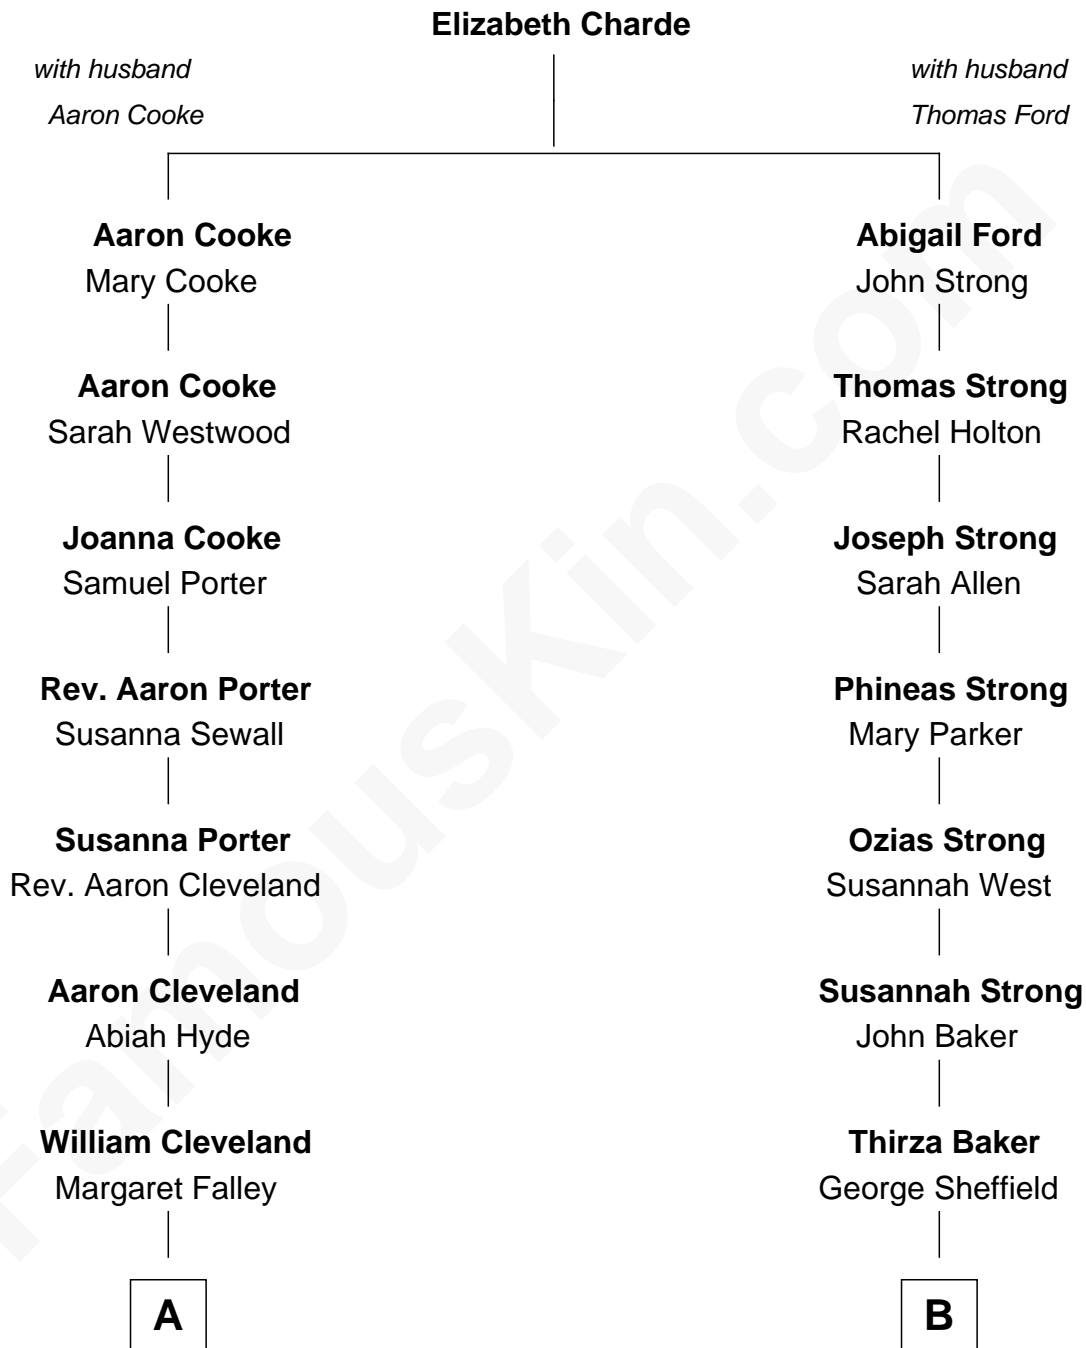 Elizabeth Charde
with husband
Aaron Cooke
with husband
Thomas Ford
Aaron Cooke
Mary Cooke
Abigail Ford
John Strong
Aaron Cooke
Sarah Westwood
Thomas Strong
Rachel Holton
Joanna Cooke
Samuel Porter
Joseph Strong
Sarah Allen
Rev. Aaron Porter
Susanna Sewall
Phineas Strong
Mary Parker
Susanna Porter
Rev. Aaron Cleveland
Ozias Strong
Susannah West
Aaron Cleveland
Abiah Hyde
Susannah Strong
John Baker
William Cleveland
Margaret Falley
Thirza Baker
George Sheffield
A
B
FamousKin.com